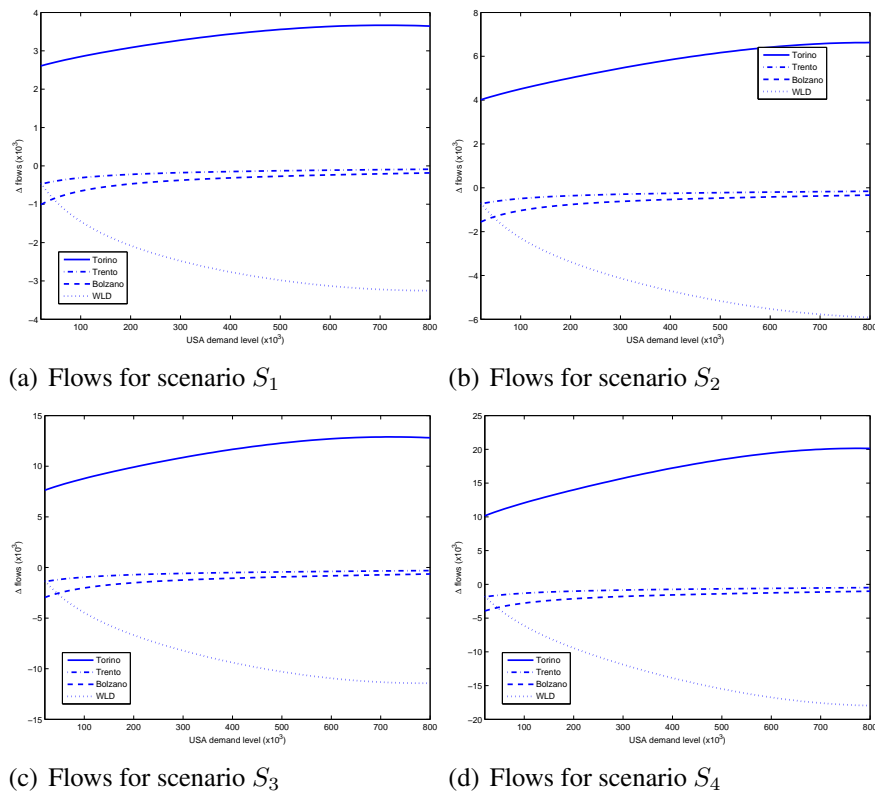 4
3
2
1
0
−1
−2
−3
−4
Δ flows (x10³)
Torino
Trento
Bolzano
WLD
100 200 300 400 500 600 700 800
USA demand level (x10³)
(a) Flows for scenario S₁
8
6
4
2
0
−2
−4
−6
Δ flows (x10³)
Torino
Trento
Bolzano
WLD
100 200 300 400 500 600 700 800
USA demand level (x10³)
(b) Flows for scenario S₂
15
10
5
0
−5
−10
−15
Δ flows (x10³)
Torino
Trento
Bolzano
WLD
100 200 300 400 500 600 700 800
USA demand level (x10³)
(c) Flows for scenario S₃
25
20
15
10
5
0
−5
−10
−15
−20
Δ flows (x10³)
Torino
Trento
Bolzano
WLD
100 200 300 400 500 600 700 800
USA demand level (x10³)
(d) Flows for scenario S₄